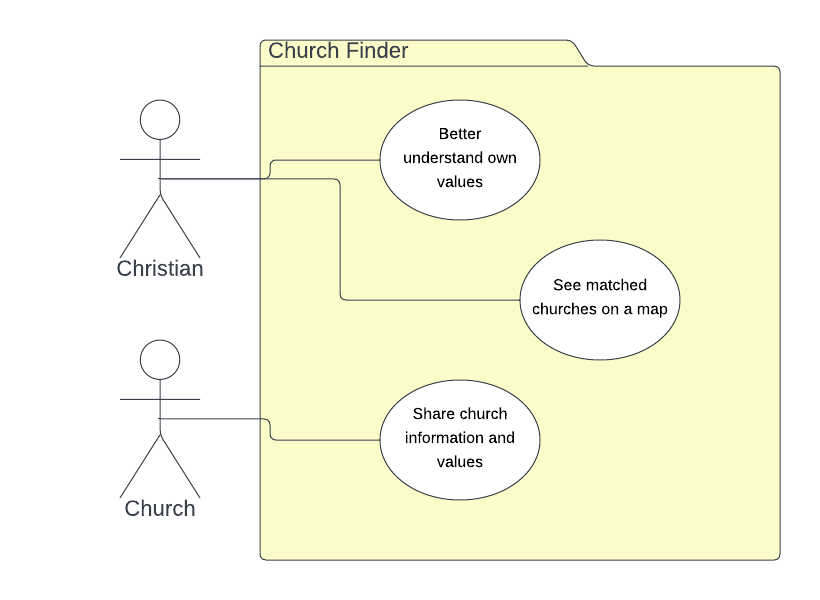 Church Finder
Better
understand own
values
Christian
See matched
churches on a map
Share church
information and
values
Church